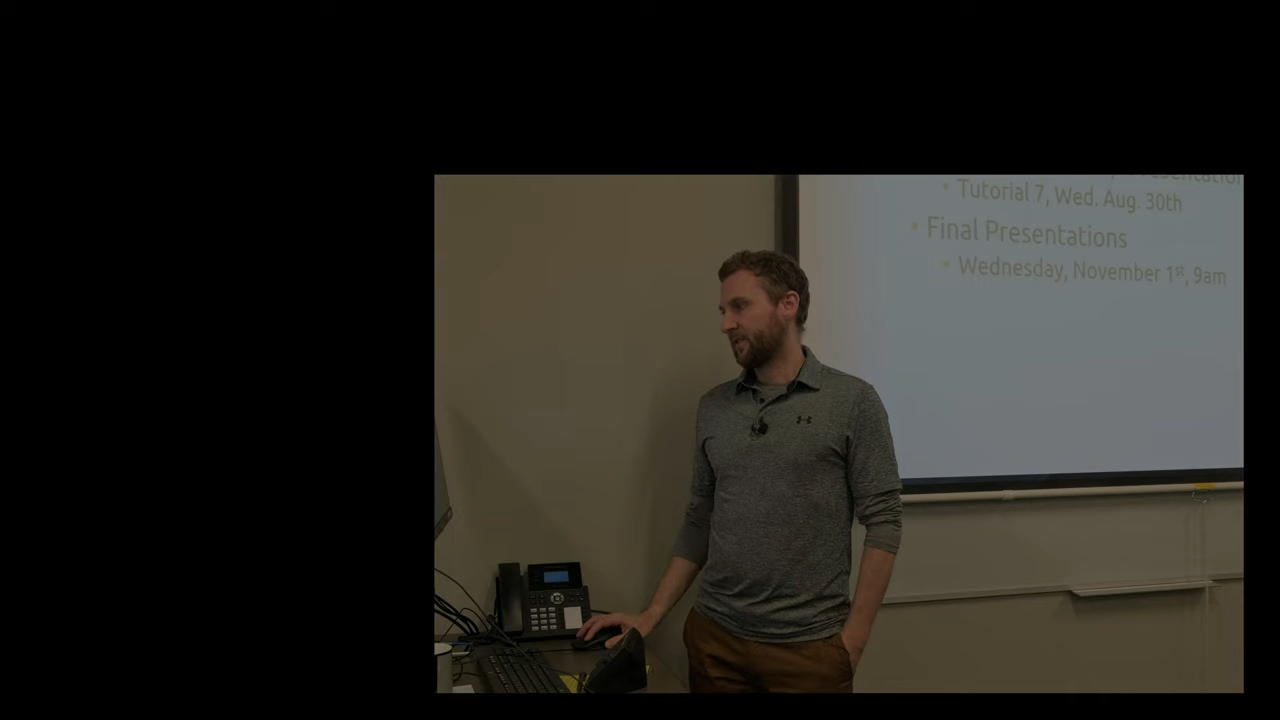 • Tutorial 7, Wed. Aug. 30th
• Final Presentations
• Wednesday, November 1st, 9am